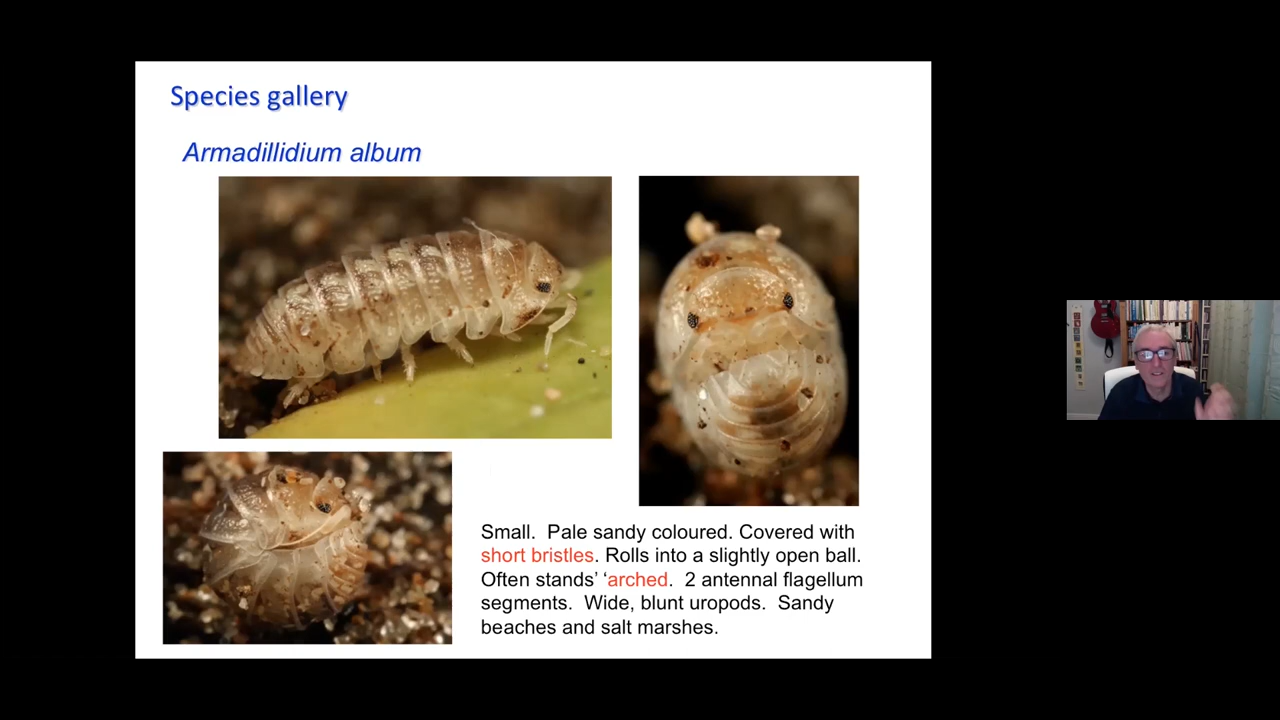 Species gallery
Armadillidium album
Small.  Pale sandy coloured. Covered with
short bristles. Rolls into a slightly open ball.
Often stands’ ‘arched.  2 antennal flagellum
segments.  Wide, blunt uropods.  Sandy
beaches and salt marshes.